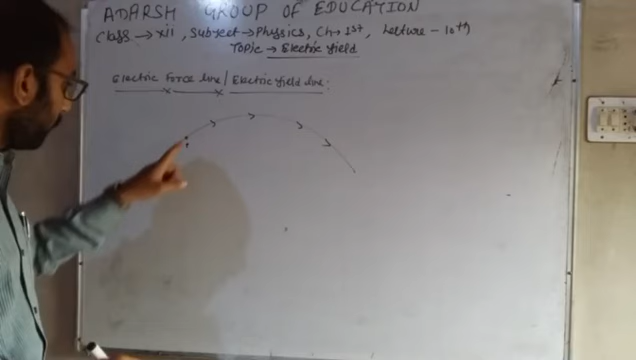 ADARSH GROUP OF EDUCATION
Class → XII, Subject → Physics, Ch → 1st, Lecture - 10th
Topic → Electric field
Electric Force line / Electric field line :